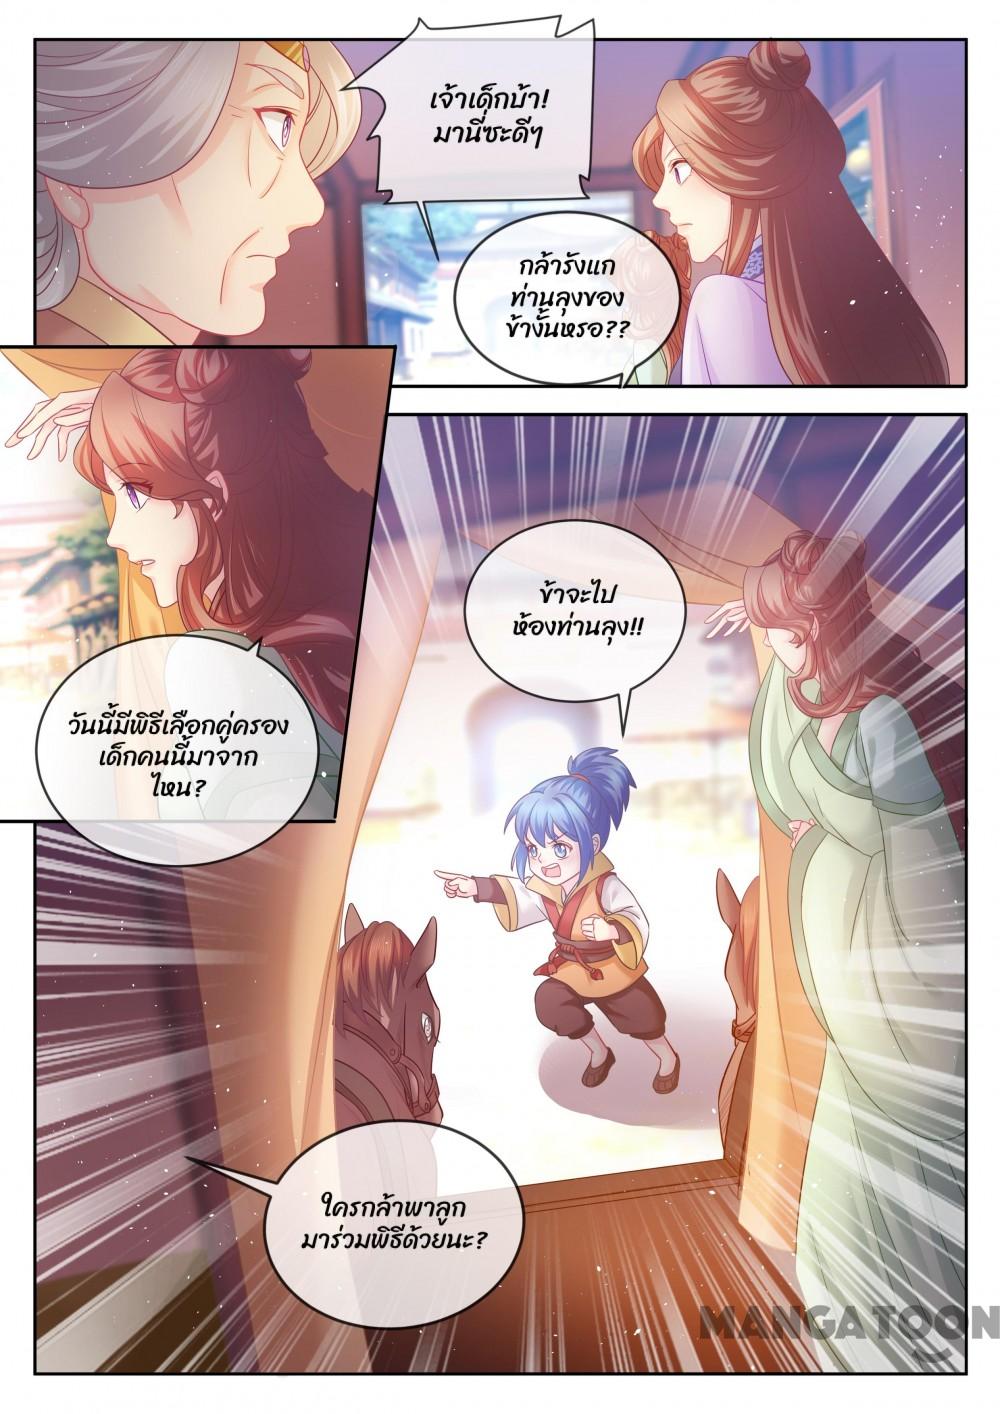 เจ้าเด็กบ้า!
มานี่ซะดีๆ
กล้ารังแก
ท่านลุงของ
ข้างั้นหรอ??
วันนี้มีพิธีเลือกคู่ครอง
เด็กคนนี้มาจาก
ไหน?
ข้าจะไป
ห้องท่านลุง!!
ใครกล้าพาลูก
มาร่วมพิธีด้วยนะ?
MANGATOON